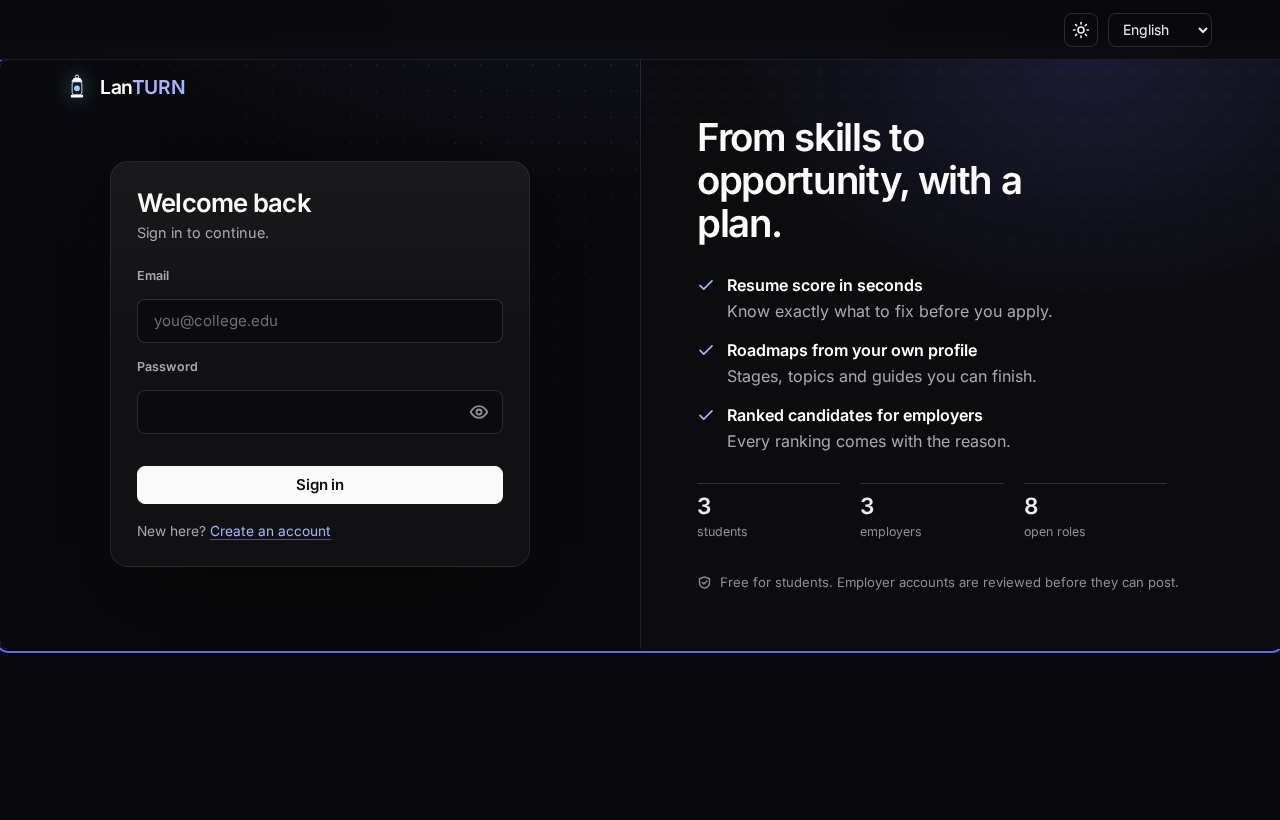 English
LanTURN
Welcome back
Sign in to continue.
Email
you@college.edu
Password
Sign in
New here? Create an account
From skills to
opportunity, with a
plan.
Resume score in seconds
Know exactly what to fix before you apply.
Roadmaps from your own profile
Stages, topics and guides you can finish.
Ranked candidates for employers
Every ranking comes with the reason.
3
students
3
employers
8
open roles
Free for students. Employer accounts are reviewed before they can post.